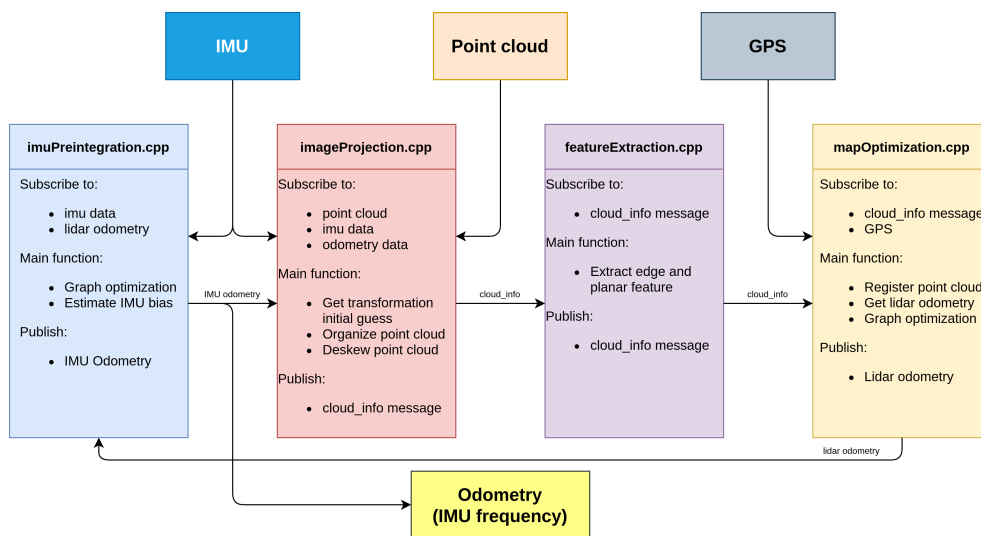 IMU
Point cloud
GPS
imuPreintegration.cpp
Subscribe to:
imu data
lidar odometry
Main function:
Graph optimization
Estimate IMU bias
Publish:
IMU Odometry
IMU odometry
imageProjection.cpp
Subscribe to:
point cloud
imu data
odometry data
Main function:
Get transformation
initial guess
Organize point cloud
Deskew point cloud
Publish:
cloud_info message
cloud_info
featureExtraction.cpp
Subscribe to:
cloud_info message
Main function:
Extract edge and
planar feature
Publish:
cloud_info message
cloud_info
mapOptimization.cpp
Subscribe to:
cloud_info message
GPS
Main function:
Register point cloud
Get lidar odometry
Graph optimization
Publish:
Lidar odometry
lidar odometry
Odometry
(IMU frequency)